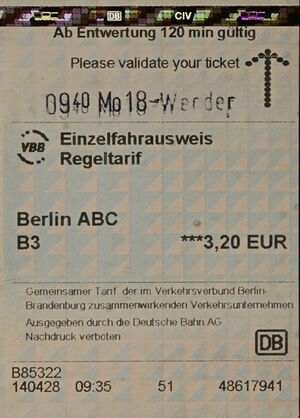 DB CIV
Ab Entwertung 120 min gültig
Please validate your ticket
0940 Mo18-Werder
VBB Einzelfahrausweis
Regeltarif
Berlin ABC
B3 ***3,20 EUR
Gemeinsamer Tarif der im Verkehrsverbund Berlin-
Brandenburg zusammenwirkenden Verkehrsunternehmen
Ausgegeben durch die Deutsche Bahn AG
Nachdruck verboten
DB
B85322
140428 09:35 51 48617941